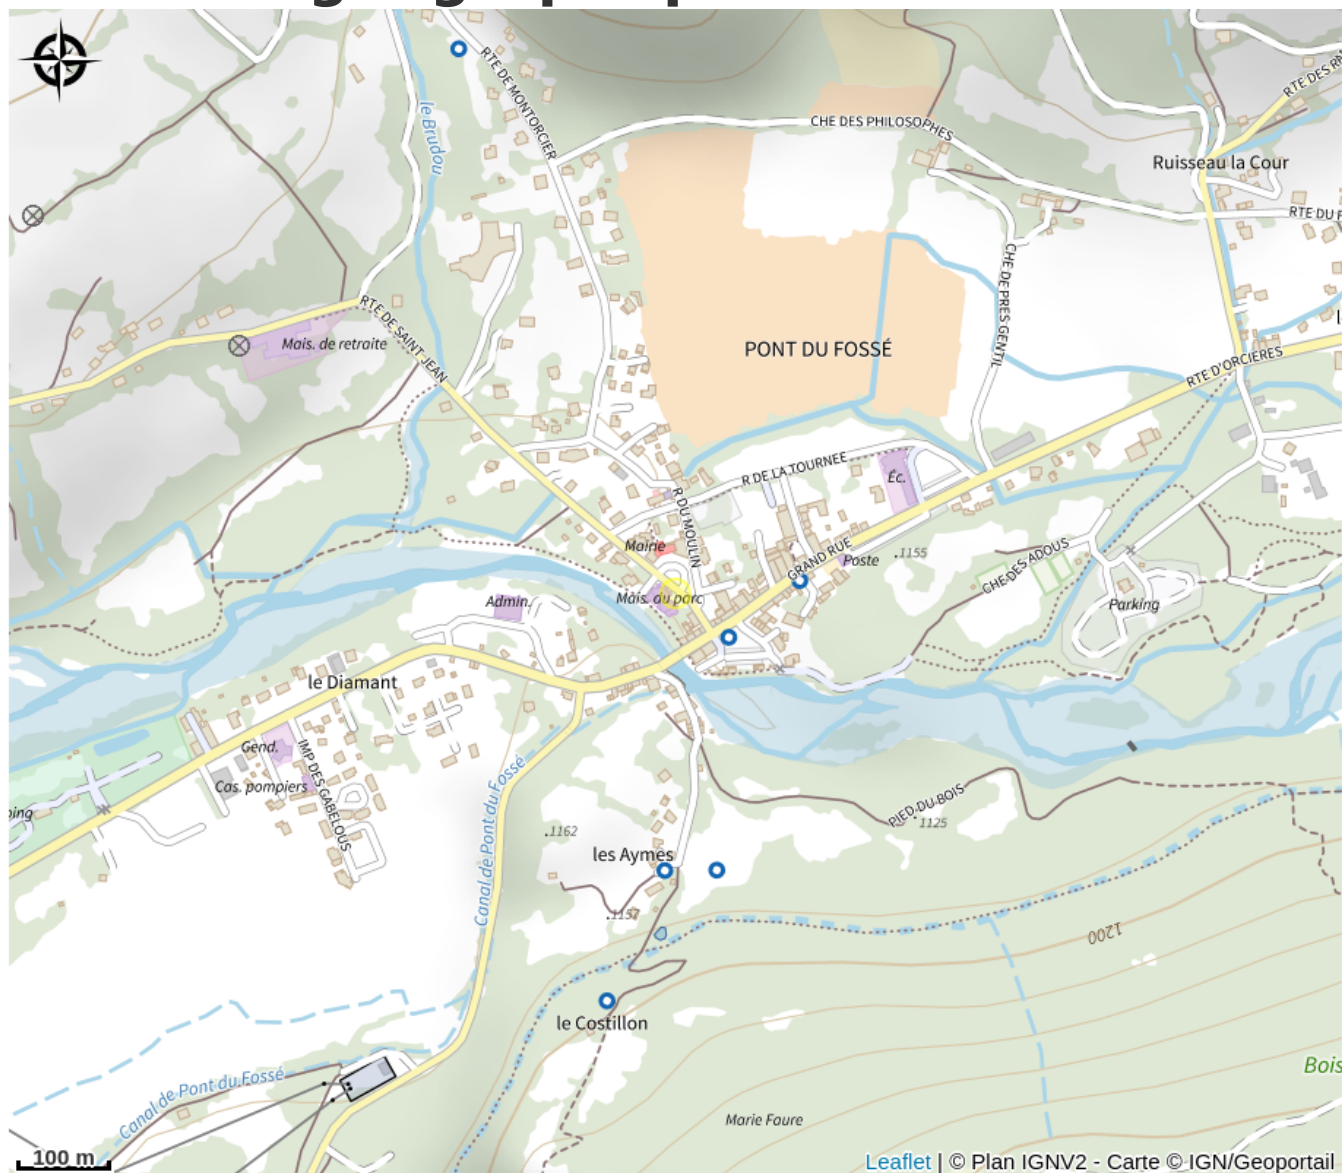 RTE DE MONTORCIER
le Brudou
CHE DES PHILOSOPHES
RTE DES
Ruisseau la Cour
RTE DU
CHE DE PRES GENTIL
RTE DE SAINT JEAN
Mais. de retraite
PONT DU FOSSÉ
RTE D'ORCIERES
R DE LA TOURNEE
Éc.
R DU MOULIN
Mairie
GRAND RUE
Poste
.1155
CHE DES ADOUS
Mais. du parc
Admin.
Parking
le Diamant
Gend.
IMP DES GABELOUS
Cas. pompiers
Canal de Pont du Fossé
PIED DU BOIS
.1125
.1162
les Aymes
.1157
1200
le Costillon
Canal de Pont du Fossé
Bois
Marie Faure
100 m
Leaflet | © Plan IGNV2 - Carte © IGN/Geoportail